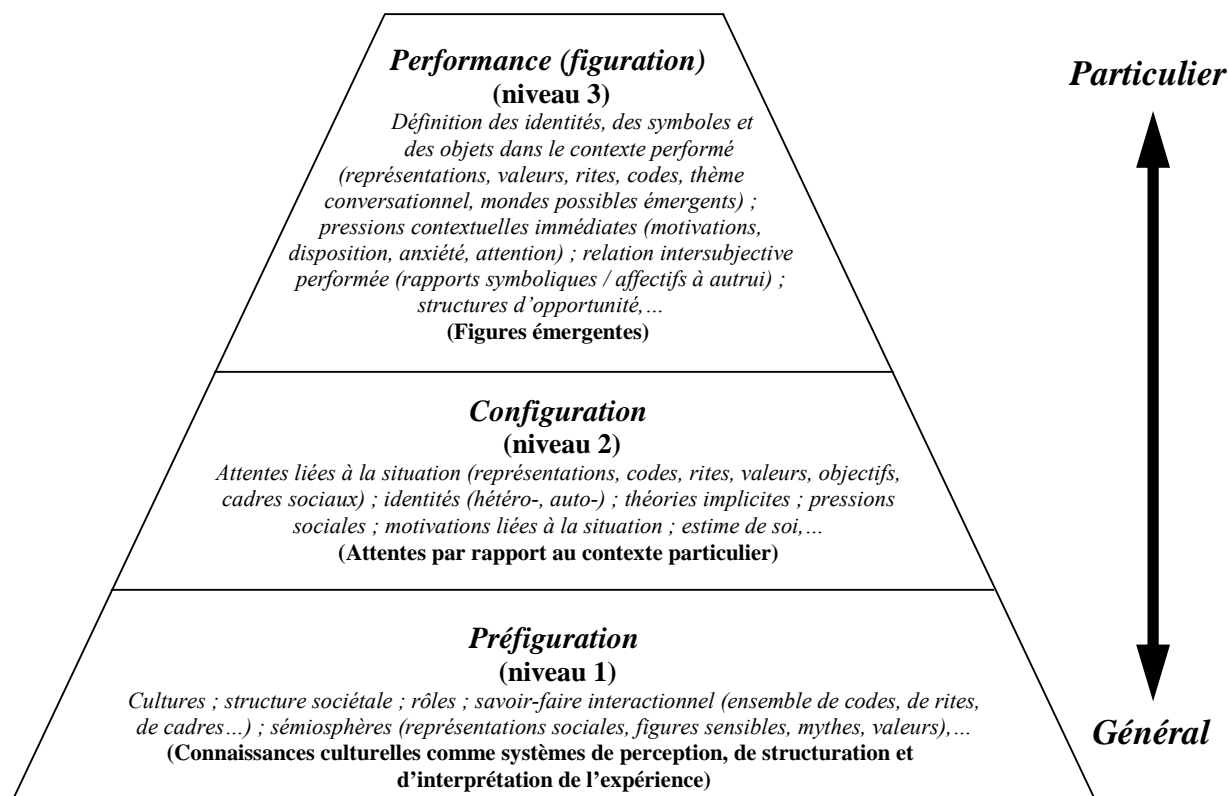 Performance (figuration)
(niveau 3)
Définition des identités, des symboles et
des objets dans le contexte performé
(représentations, valeurs, rites, codes, thème
conversationnel, mondes possibles émergents) ;
pressions contextuelles immédiates (motivations,
disposition, anxiété, attention) ; relation intersubjective
performée (rapports symboliques / affectifs à autrui) ;
structures d’opportunité,…
(Figures émergentes)
Configuration
(niveau 2)
Attentes liées à la situation (représentations, codes, rites, valeurs, objectifs,
cadres sociaux) ; identités (hétéro-, auto-) ; théories implicites ; pressions
sociales ; motivations liées à la situation ; estime de soi,…
(Attentes par rapport au contexte particulier)
Préfiguration
(niveau 1)
Cultures ; structure sociétale ; rôles ; savoir-faire interactionnel (ensemble de codes, de rites,
de cadres…) ; sémiosphères (représentations sociales, figures sensibles, mythes, valeurs),…
(Connaissances culturelles comme systèmes de perception, de structuration et
d’interprétation de l’expérience)
Particulier
Général